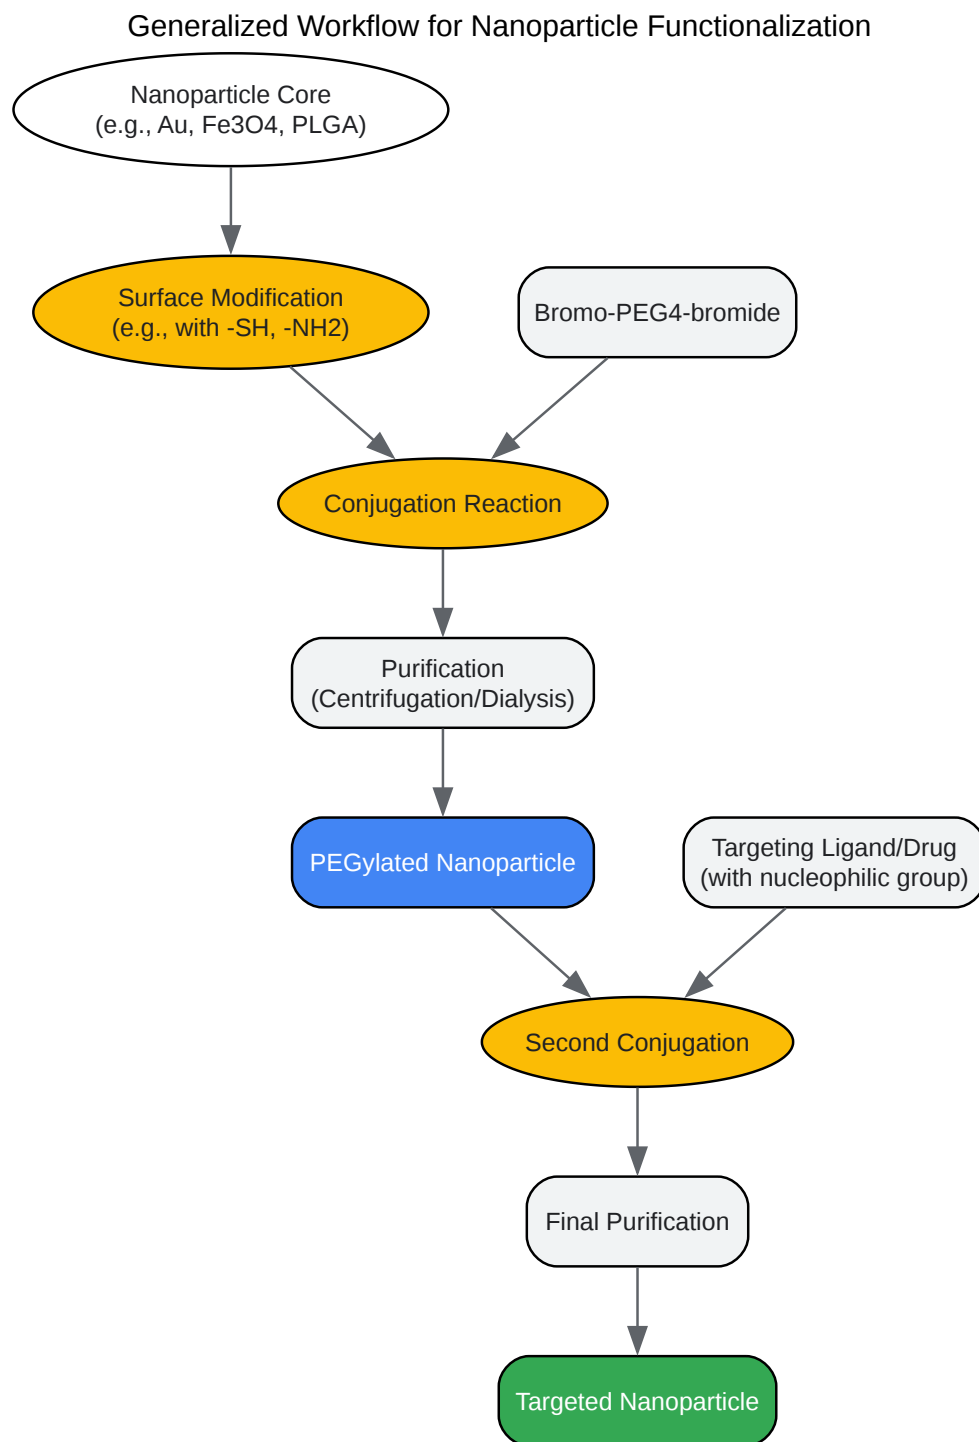 Generalized Workflow for Nanoparticle Functionalization
Nanoparticle Core
(e.g., Au, Fe3O4, PLGA)
Surface Modification
(e.g., with -SH, -NH2)
Bromo-PEG4-bromide
Conjugation Reaction
Purification
(Centrifugation/Dialysis)
PEGylated Nanoparticle
Targeting Ligand/Drug
(with nucleophilic group)
Second Conjugation
Final Purification
Targeted Nanoparticle